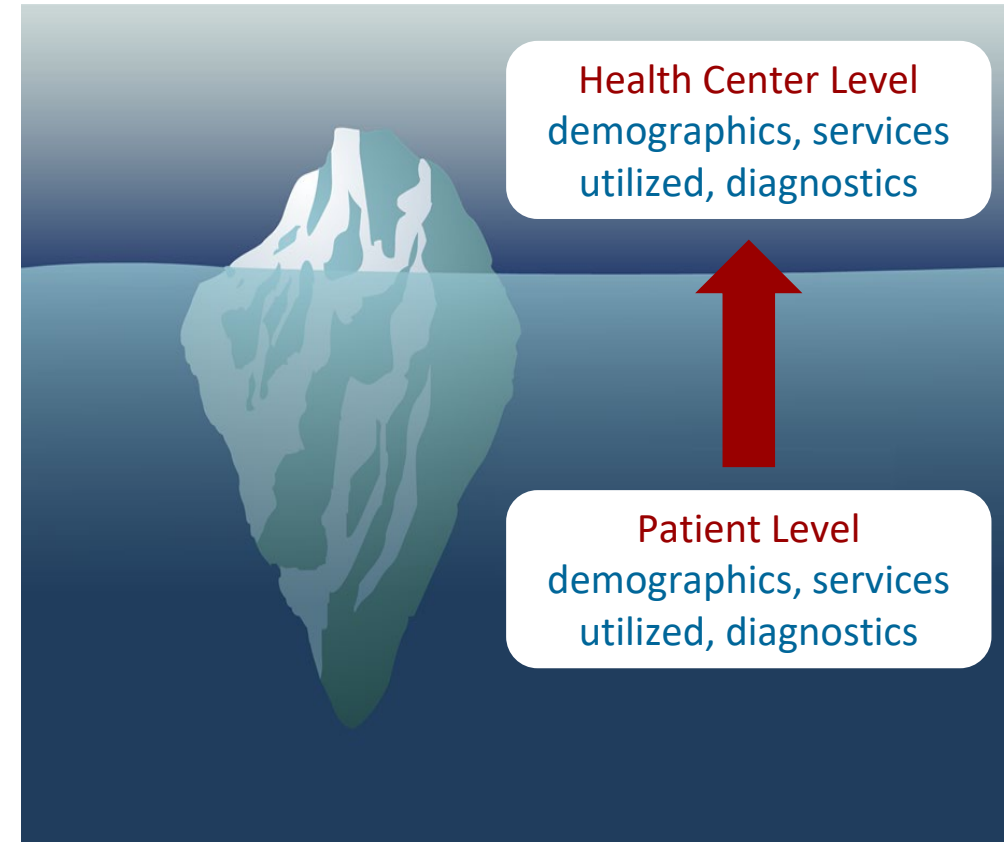 Health Center Level
demographics, services
utilized, diagnostics
Patient Level
demographics, services
utilized, diagnostics